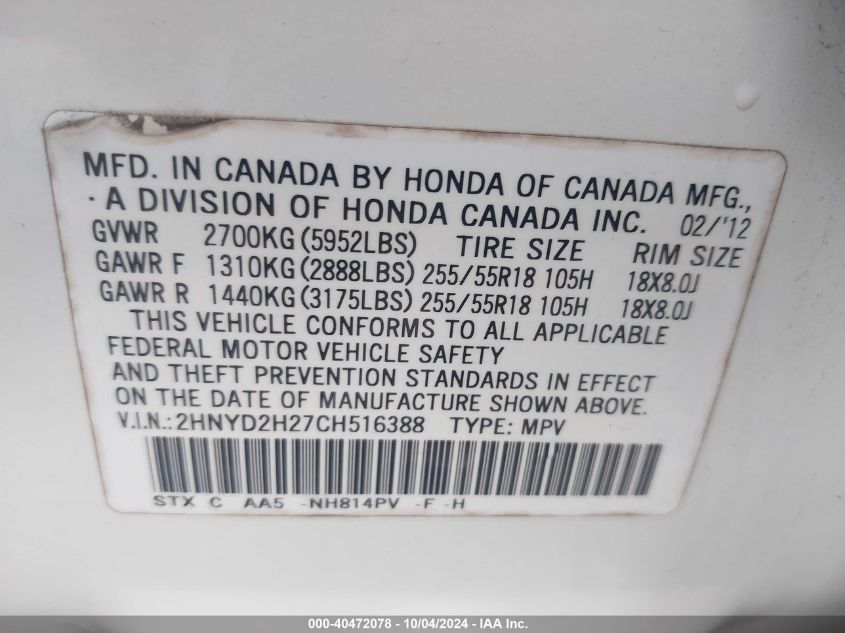 MFD. IN CANADA BY HONDA OF CANADA MFG.,
A DIVISION OF HONDA CANADA INC. 02/'12
GVWR 2700KG (5952LBS) TIRE SIZE RIM SIZE
GAWR F 1310KG (2888LBS) 255/55R18 105H 18X8.0J
GAWR R 1440KG (3175LBS) 255/55R18 105H 18X8.0J
THIS VEHICLE CONFORMS TO ALL APPLICABLE
FEDERAL MOTOR VEHICLE SAFETY
AND THEFT PREVENTION STANDARDS IN EFFECT
ON THE DATE OF MANUFACTURE SHOWN ABOVE.
V.I.N.: 2HNYD2H27CH516388 TYPE: MPV
STX C AA5 -NH814PV -F -H
000-40472078 - 10/04/2024 - IAA Inc.